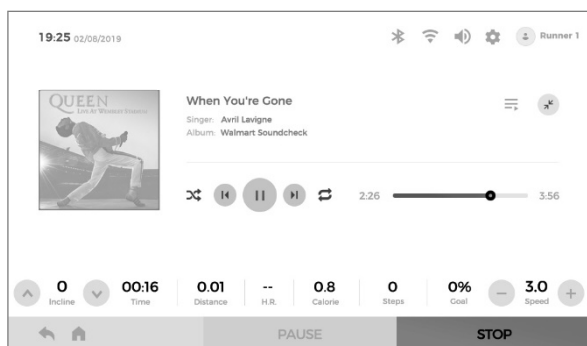 19:25 02/08/2019
Runner 1
QUEEN
LIVE AT WEMBLEY STADIUM
When You're Gone
Singer: Avril Lavigne
Album: Walmart Soundcheck
2:26
3:56
0 00:16 0.01 -- 0.8 0 0% 3.0
Incline Time Distance H.R. Calorie Steps Goal Speed
PAUSE STOP